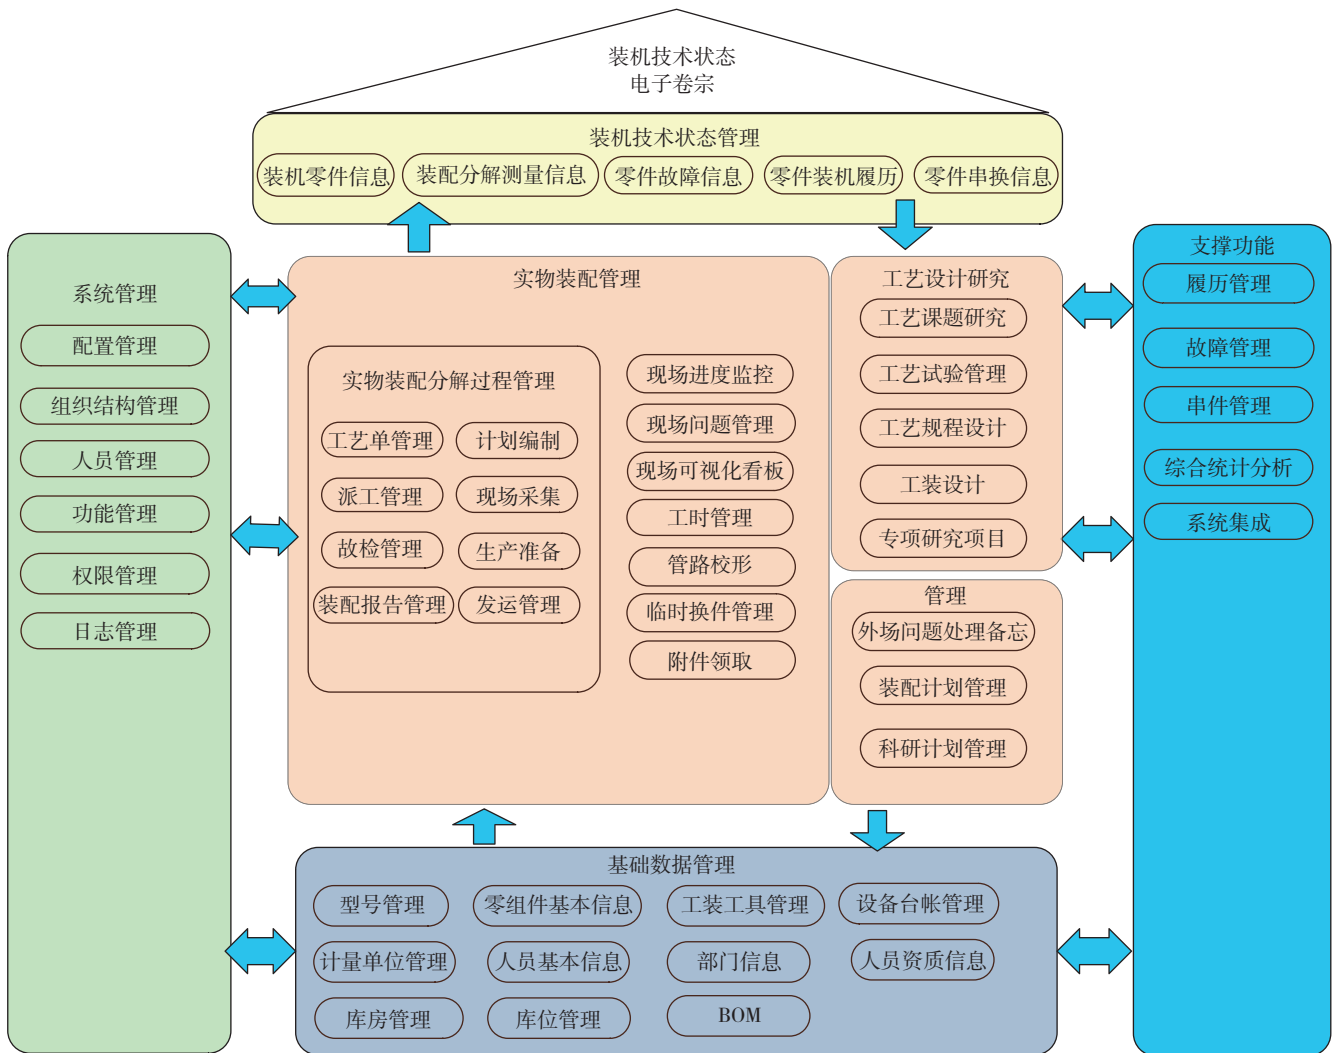 装机技术状态
电子卷宗
装机技术状态管理
装机零件信息
装配分解测量信息
零件故障信息
零件装机履历
零件串换信息
系统管理
配置管理
组织结构管理
人员管理
功能管理
权限管理
日志管理
实物装配管理
实物装配分解过程管理
工艺单管理
计划编制
派工管理
现场采集
故检管理
生产准备
装配报告管理
发运管理
现场进度监控
现场问题管理
现场可视化看板
工时管理
管路校形
临时换件管理
附件领取
工艺设计研究
工艺课题研究
工艺试验管理
工艺规程设计
工装设计
专项研究项目
管理
外场问题处理备忘
装配计划管理
科研计划管理
支撑功能
履历管理
故障管理
串件管理
综合统计分析
系统集成
基础数据管理
型号管理
零组件基本信息
工装工具管理
设备台帐管理
计量单位管理
人员基本信息
部门信息
人员资质信息
库房管理
库位管理
BOM